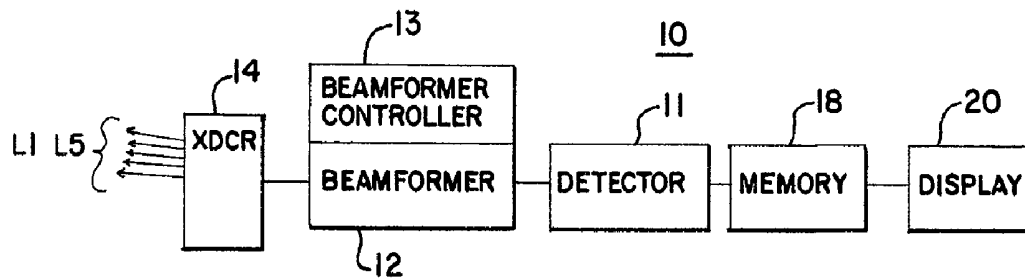 13
10
14
BEAMFORMER
CONTROLLER
11
18
20
XDCR
L1 L5
BEAMFORMER
DETECTOR
MEMORY
DISPLAY
12